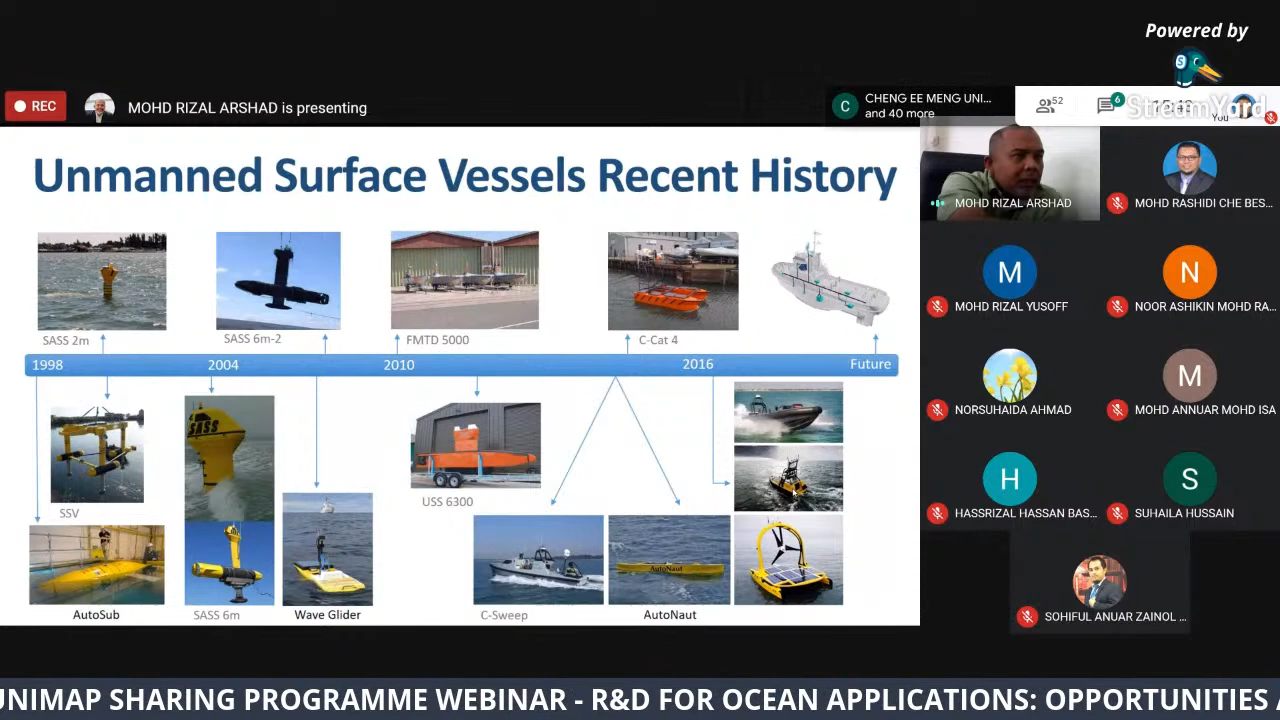 Powered by
REC
MOHD RIZAL ARSHAD is presenting
C
CHENG EE MENG UNI...
and 40 more
52
6
StreamYard
You
Unmanned Surface Vessels Recent History
MOHD RIZAL ARSHAD
MOHD RASHIDI CHE BES...
M
MOHD RIZAL YUSOFF
N
NOOR ASHIKIN MOHD RA...
NORSUHAIDA AHMAD
M
MOHD ANNUAR MOHD ISA
H
HASSRIZAL HASSAN BAS...
S
SUHAILA HUSSAIN
SOHIFUL ANUAR ZAINOL ...
SASS 2m
SASS 6m-2
FMTD 5000
C-Cat 4
1998
2004
2010
2016
Future
SASS
SSV
USS 6300
AutoNaut
AutoSub
SASS 6m
Wave Glider
C-Sweep
AutoNaut
UNIMAP SHARING PROGRAMME WEBINAR - R&D FOR OCEAN APPLICATIONS: OPPORTUNITIES